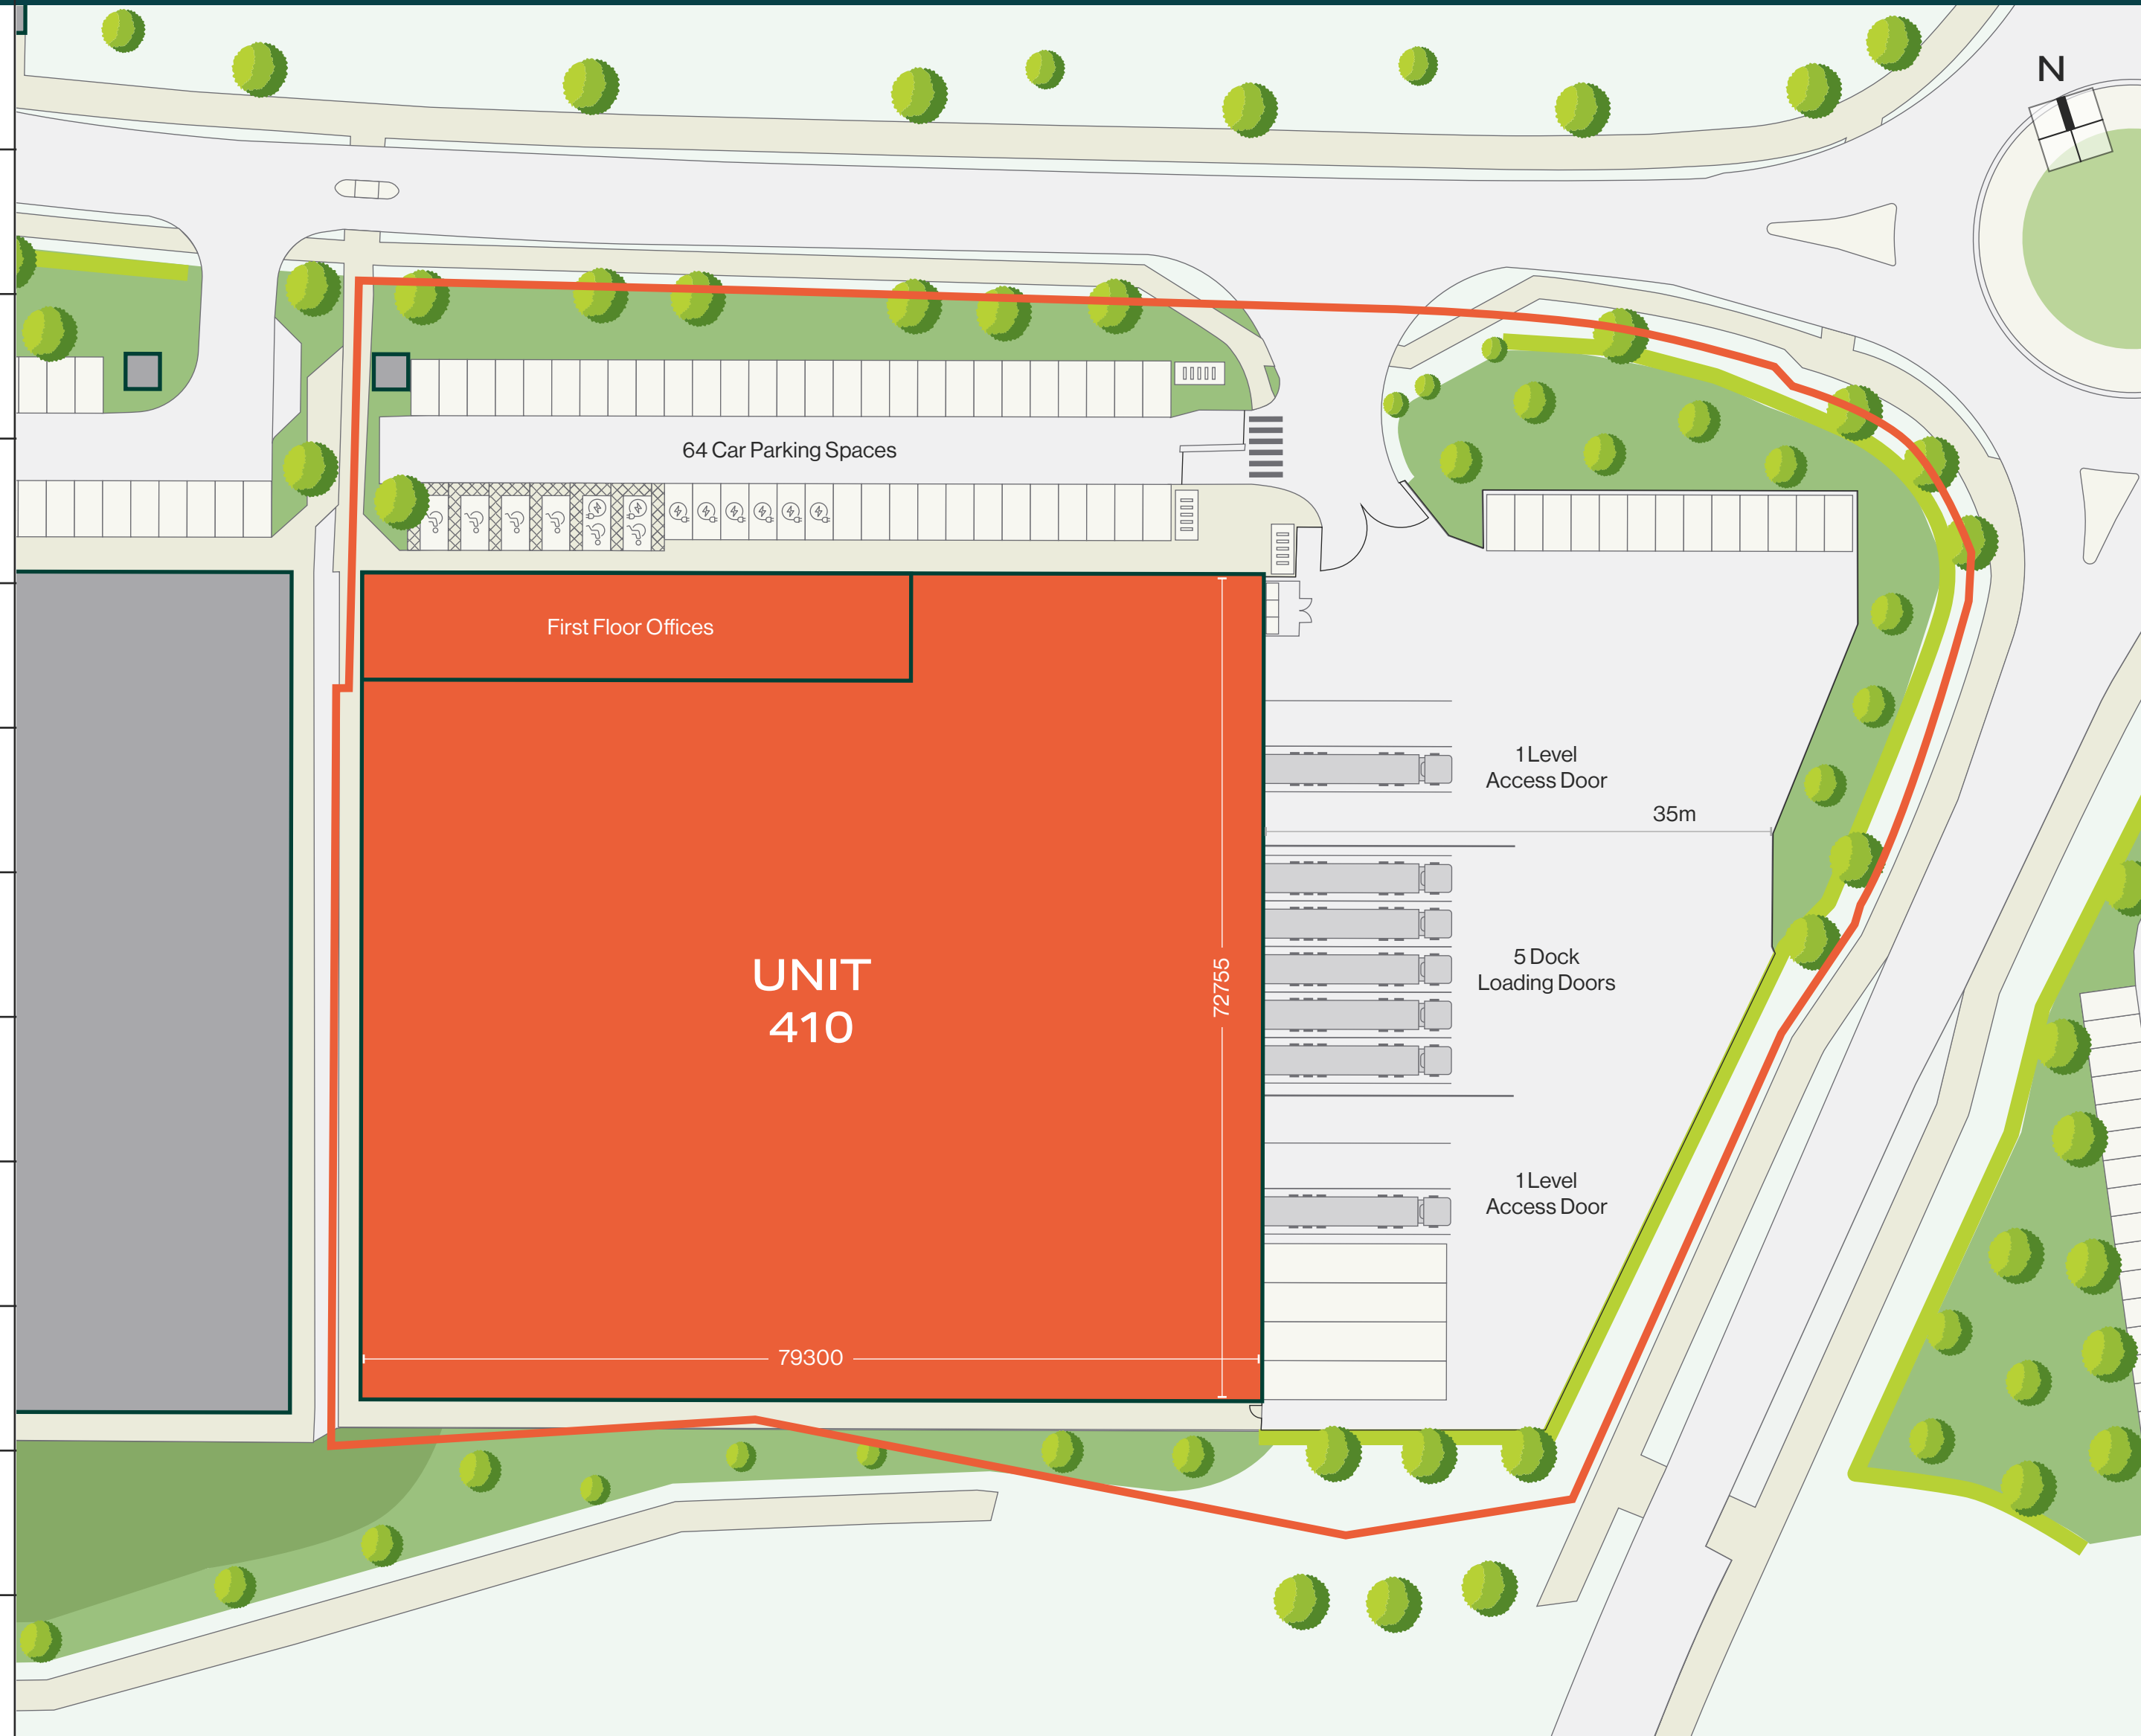 N
64 Car Parking Spaces
First Floor Offices
1 Level
Access Door
35m
UNIT
410
72755
5 Dock
Loading Doors
1 Level
Access Door
79300